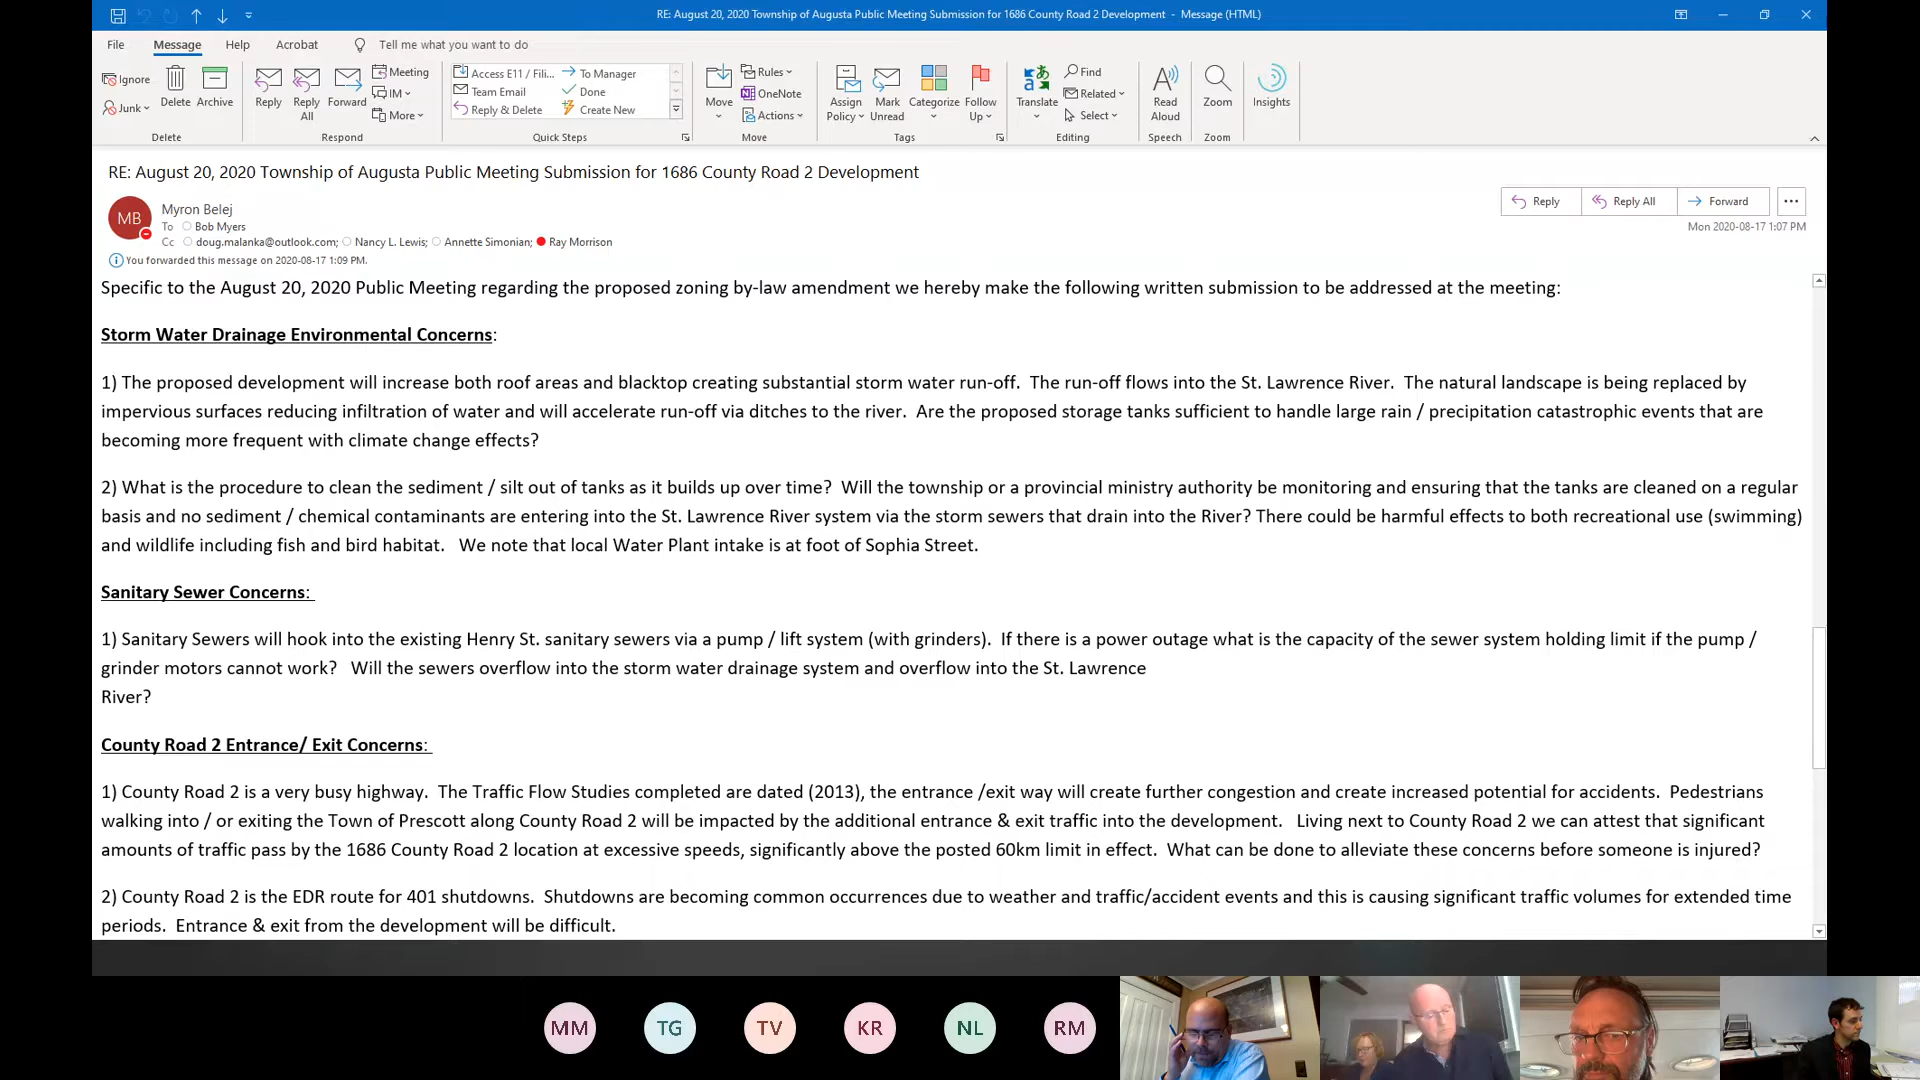 RE: August 20, 2020 Township of Augusta Public Meeting Submission for 1686 County Road 2 Development - Message (HTML)
File Message Help Acrobat Tell me what you want to do
Ignore
Junk
Delete
Archive
Delete
Reply
Reply All
Forward
Meeting
IM
More
Respond
Access E11 / Fili...
Team Email
Reply & Delete
To Manager
Done
Create New
Quick Steps
Move
Rules
OneNote
Actions
Move
Assign Policy
Mark Unread
Categorize
Follow Up
Tags
Translate
Find
Related
Select
Editing
Read Aloud
Speech
Zoom
Zoom
Insights
RE: August 20, 2020 Township of Augusta Public Meeting Submission for 1686 County Road 2 Development
MB
Myron Belej
To Bob Myers
Cc doug.malanka@outlook.com; Nancy L. Lewis; Annette Simonian; Ray Morrison
You forwarded this message on 2020-08-17 1:09 PM.
Reply Reply All Forward ...
Mon 2020-08-17 1:07 PM
Specific to the August 20, 2020 Public Meeting regarding the proposed zoning by-law amendment we hereby make the following written submission to be addressed at the meeting:
Storm Water Drainage Environmental Concerns:
1) The proposed development will increase both roof areas and blacktop creating substantial storm water run-off. The run-off flows into the St. Lawrence River. The natural landscape is being replaced by
impervious surfaces reducing infiltration of water and will accelerate run-off via ditches to the river. Are the proposed storage tanks sufficient to handle large rain / precipitation catastrophic events that are
becoming more frequent with climate change effects?
2) What is the procedure to clean the sediment / silt out of tanks as it builds up over time? Will the township or a provincial ministry authority be monitoring and ensuring that the tanks are cleaned on a regular
basis and no sediment / chemical contaminants are entering into the St. Lawrence River system via the storm sewers that drain into the River? There could be harmful effects to both recreational use (swimming)
and wildlife including fish and bird habitat. We note that local Water Plant intake is at foot of Sophia Street.
Sanitary Sewer Concerns:
1) Sanitary Sewers will hook into the existing Henry St. sanitary sewers via a pump / lift system (with grinders). If there is a power outage what is the capacity of the sewer system holding limit if the pump /
grinder motors cannot work? Will the sewers overflow into the storm water drainage system and overflow into the St. Lawrence
River?
County Road 2 Entrance/ Exit Concerns:
1) County Road 2 is a very busy highway. The Traffic Flow Studies completed are dated (2013), the entrance /exit way will create further congestion and create increased potential for accidents. Pedestrians
walking into / or exiting the Town of Prescott along County Road 2 will be impacted by the additional entrance & exit traffic into the development. Living next to County Road 2 we can attest that significant
amounts of traffic pass by the 1686 County Road 2 location at excessive speeds, significantly above the posted 60km limit in effect. What can be done to alleviate these concerns before someone is injured?
2) County Road 2 is the EDR route for 401 shutdowns. Shutdowns are becoming common occurrences due to weather and traffic/accident events and this is causing significant traffic volumes for extended time
periods. Entrance & exit from the development will be difficult.
MM TG TV KR NL RM